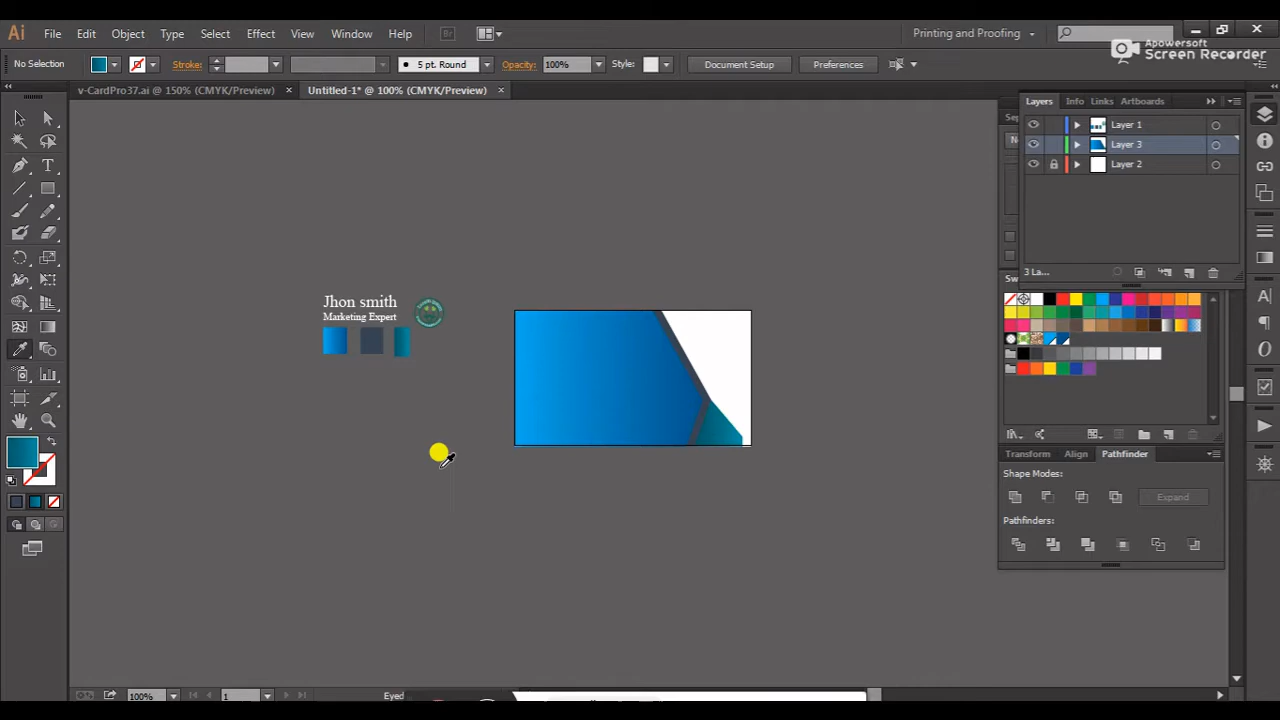 Ai File Edit Object Type Select Effect View Window Help Br Printing and Proofing
Apowersoft
Screen Recorder
No Selection Stroke: 5 pt. Round Opacity: 100% Style: Document Setup Preferences
v-CardPro37.ai @ 150% (CMYK/Preview) × Untitled-1* @ 100% (CMYK/Preview) ×
Layers Info Links Artboards
Layer 1
Layer 3
Layer 2
3 La...
Jhon smith
Marketing Expert
Transform Align Pathfinder
Shape Modes:
Expand
Pathfinders:
100% 1